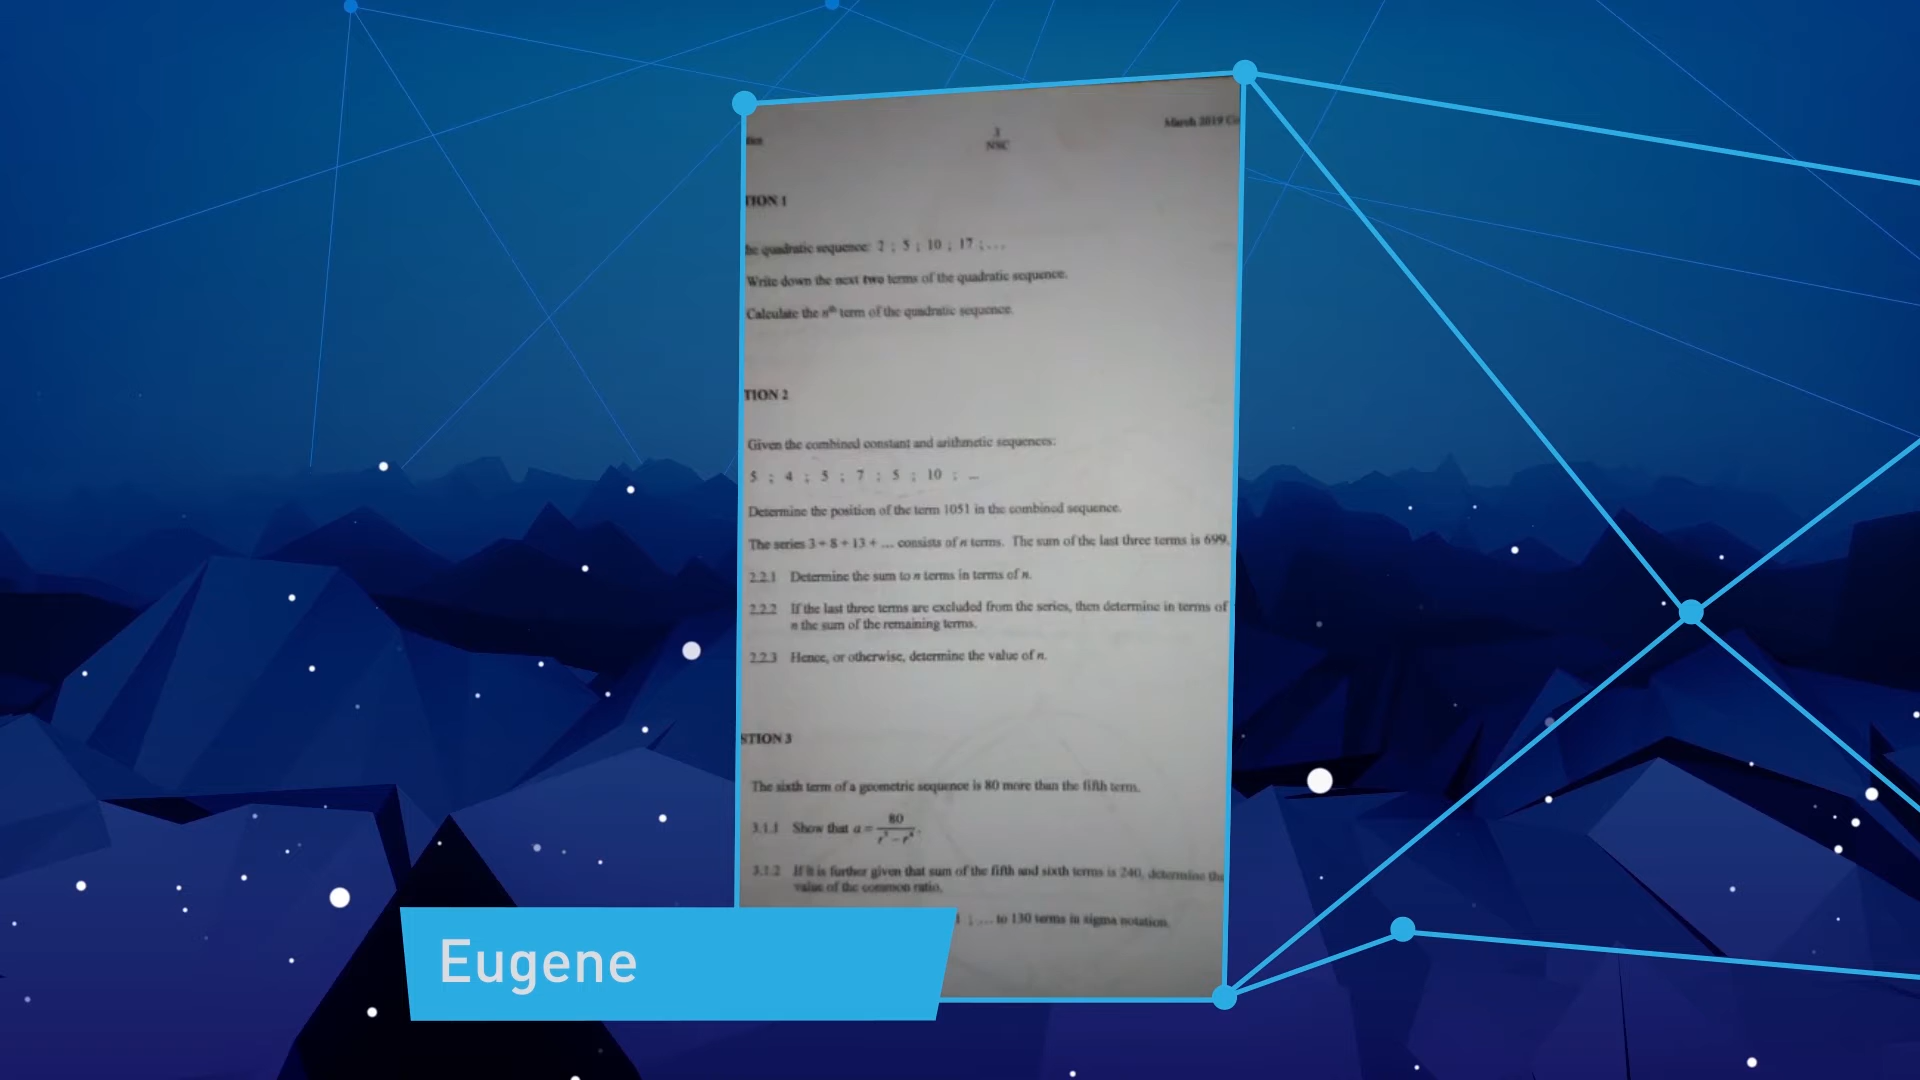 tion
3
NSC
March 2019 Co
TION 1
he quadratic sequence: 2 ; 5 ; 10 ; 17 ; ...
Write down the next two terms of the quadratic sequence.
Calculate the nᵗʰ term of the quadratic sequence.
TION 2
Given the combined constant and arithmetic sequences:
5 ; 4 ; 5 ; 7 ; 5 ; 10 ; ...
Determine the position of the term 1051 in the combined sequence.
The series 3 + 8 + 13 + ... consists of n terms. The sum of the last three terms is 699.
2.2.1 Determine the sum to n terms in terms of n.
2.2.2 If the last three terms are excluded from the series, then determine in terms of
n the sum of the remaining terms.
2.2.3 Hence, or otherwise, determine the value of n.
STION 3
The sixth term of a geometric sequence is 80 more than the fifth term.
3.1.1 Show that a = 80 / (r⁵ − r⁴).
3.1.2 If it is further given that sum of the fifth and sixth terms is 240, determine the
value of the common ratio.
1 ; ... to 130 terms in sigma notation.
Eugene